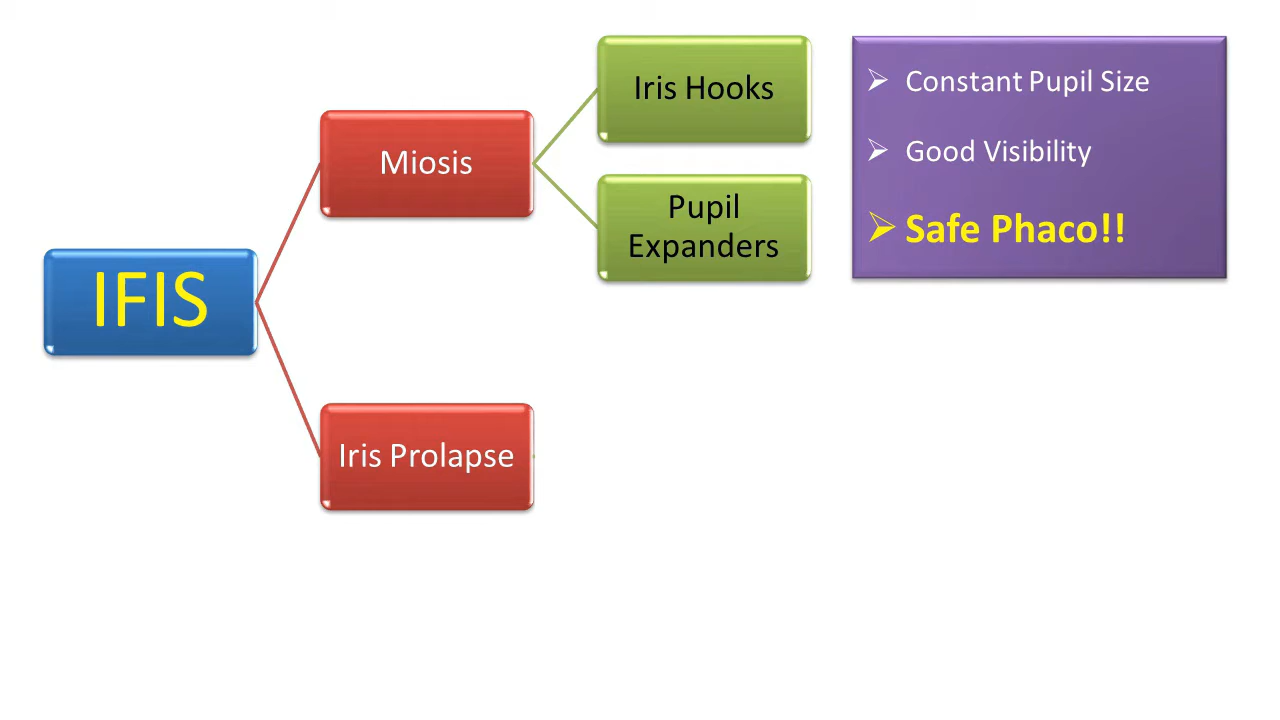 IFIS
Miosis
Iris Hooks
Pupil
Expanders
Constant Pupil Size
Good Visibility
Safe Phaco!!
Iris Prolapse